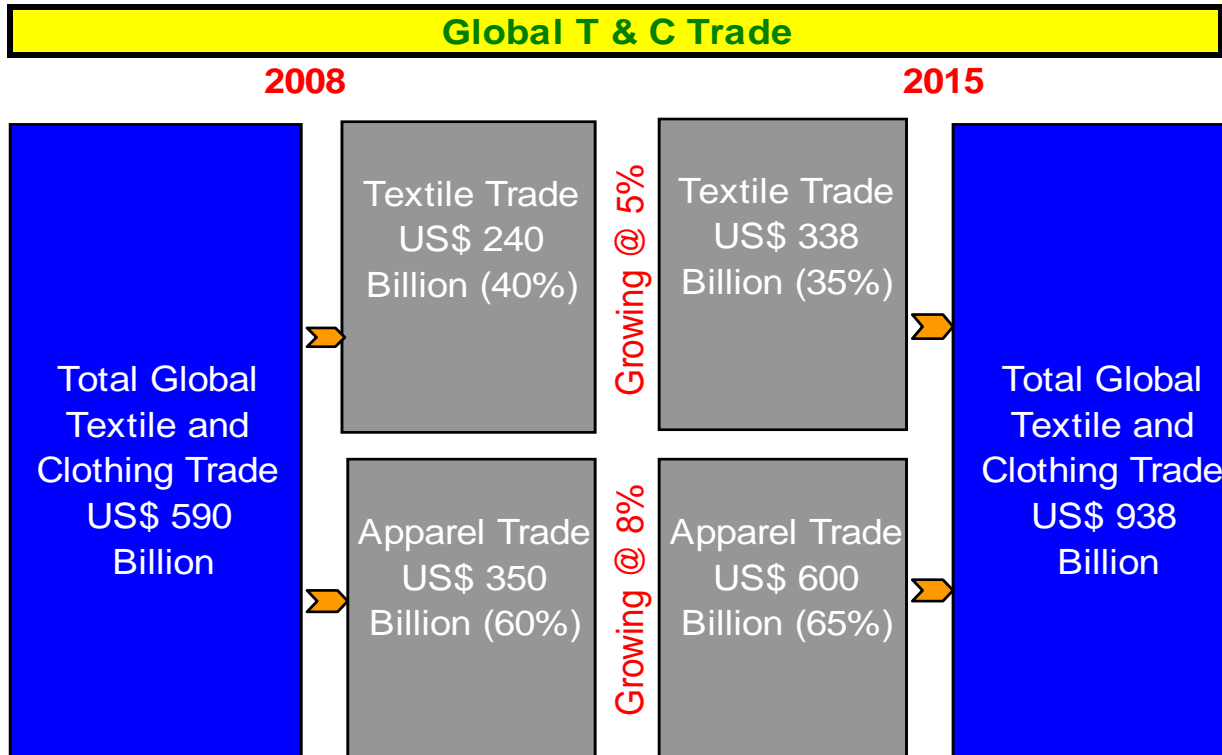 Global T & C Trade
2008
2015
Total Global
Textile and
Clothing Trade
US$ 590
Billion
Textile Trade
US$ 240
Billion (40%)
Growing @ 5%
Textile Trade
US$ 338
Billion (35%)
Apparel Trade
US$ 350
Billion (60%)
Growing @ 8%
Apparel Trade
US$ 600
Billion (65%)
Total Global
Textile and
Clothing Trade
US$ 938
Billion